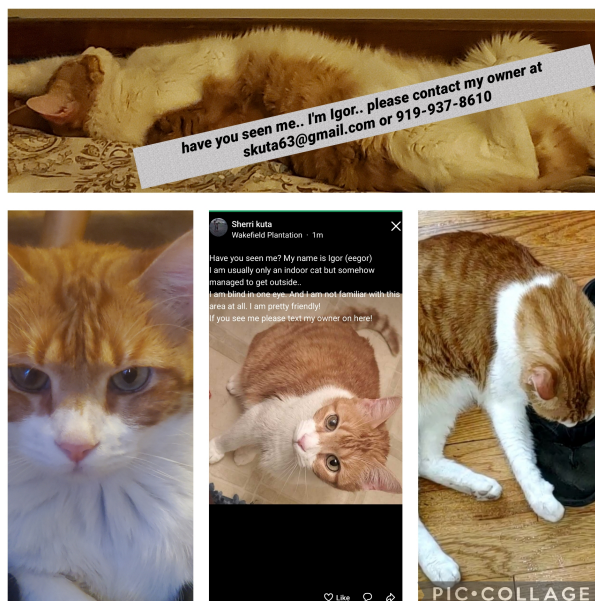 have you seen me.. I'm Igor.. please contact my owner at
skuta63@gmail.com or 919-937-8610
Sherri kuta
Wakefield Plantation · 1m
Have you seen me? My name is Igor (eegor)
I am usually only an indoor cat but somehow
managed to get outside..
I am blind in one eye. And I am not familiar with this
area at all. I am pretty friendly!
If you see me please text my owner on here!
Like
PIC•COLLAGE